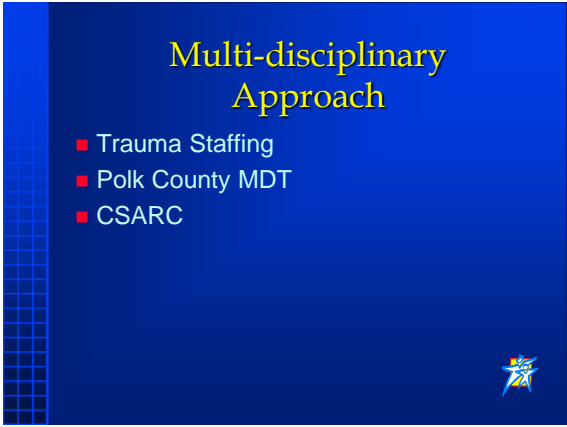 Multi-disciplinary
Approach
Trauma Staffing
Polk County MDT
CSARC